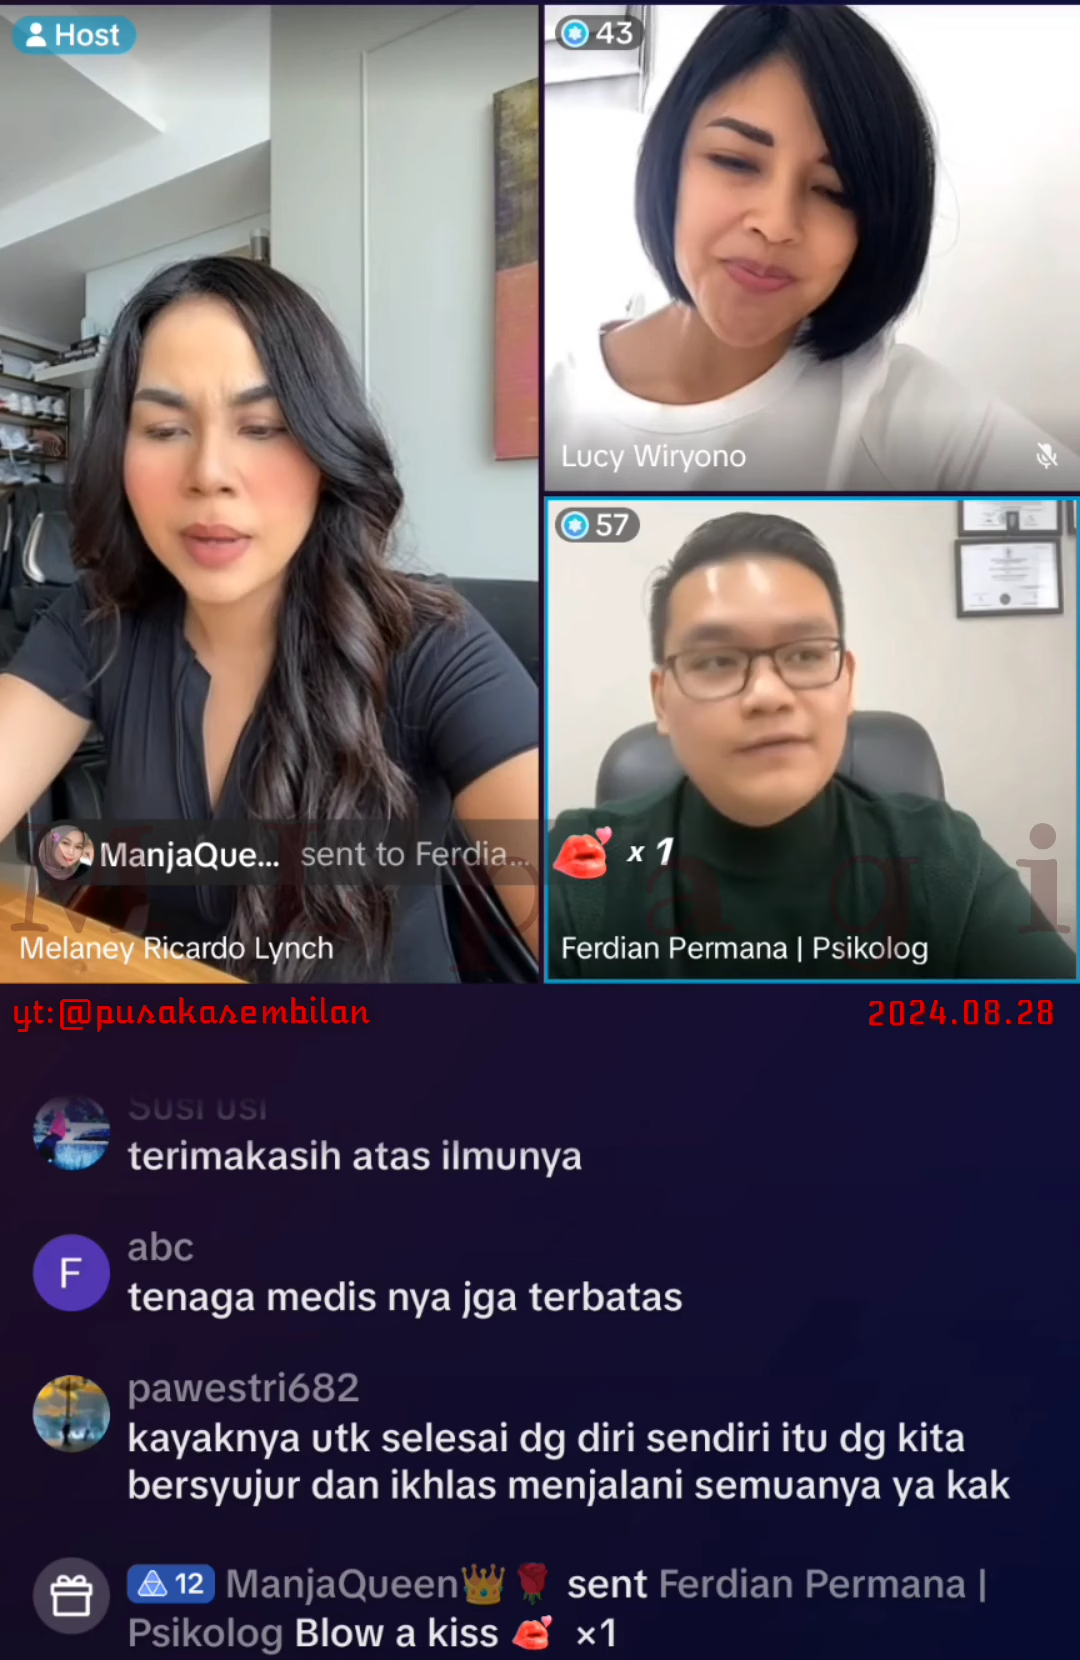 Host
43
Lucy Wiryono
57
ManjaQue... sent to Ferdia...
x 1
Melaney Ricardo Lynch
Ferdian Permana | Psikolog
yt:@pusakasembilan
2024.08.28
Susi usi
terimakasih atas ilmunya
F
abc
tenaga medis nya jga terbatas
pawestri682
kayaknya utk selesai dg diri sendiri itu dg kita
bersyujur dan ikhlas menjalani semuanya ya kak
12 ManjaQueen👑🌹 sent Ferdian Permana |
Psikolog Blow a kiss 💋 ×1